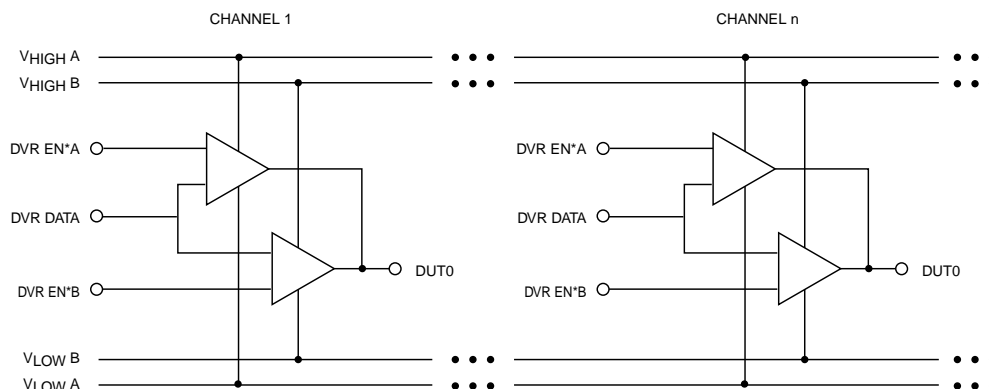 CHANNEL 1
CHANNEL n
VHIGH A
VHIGH B
DVR EN*A
DVR EN*A
DVR DATA
DVR DATA
DUT0
DUT0
DVR EN*B
DVR EN*B
VLOW B
VLOW A